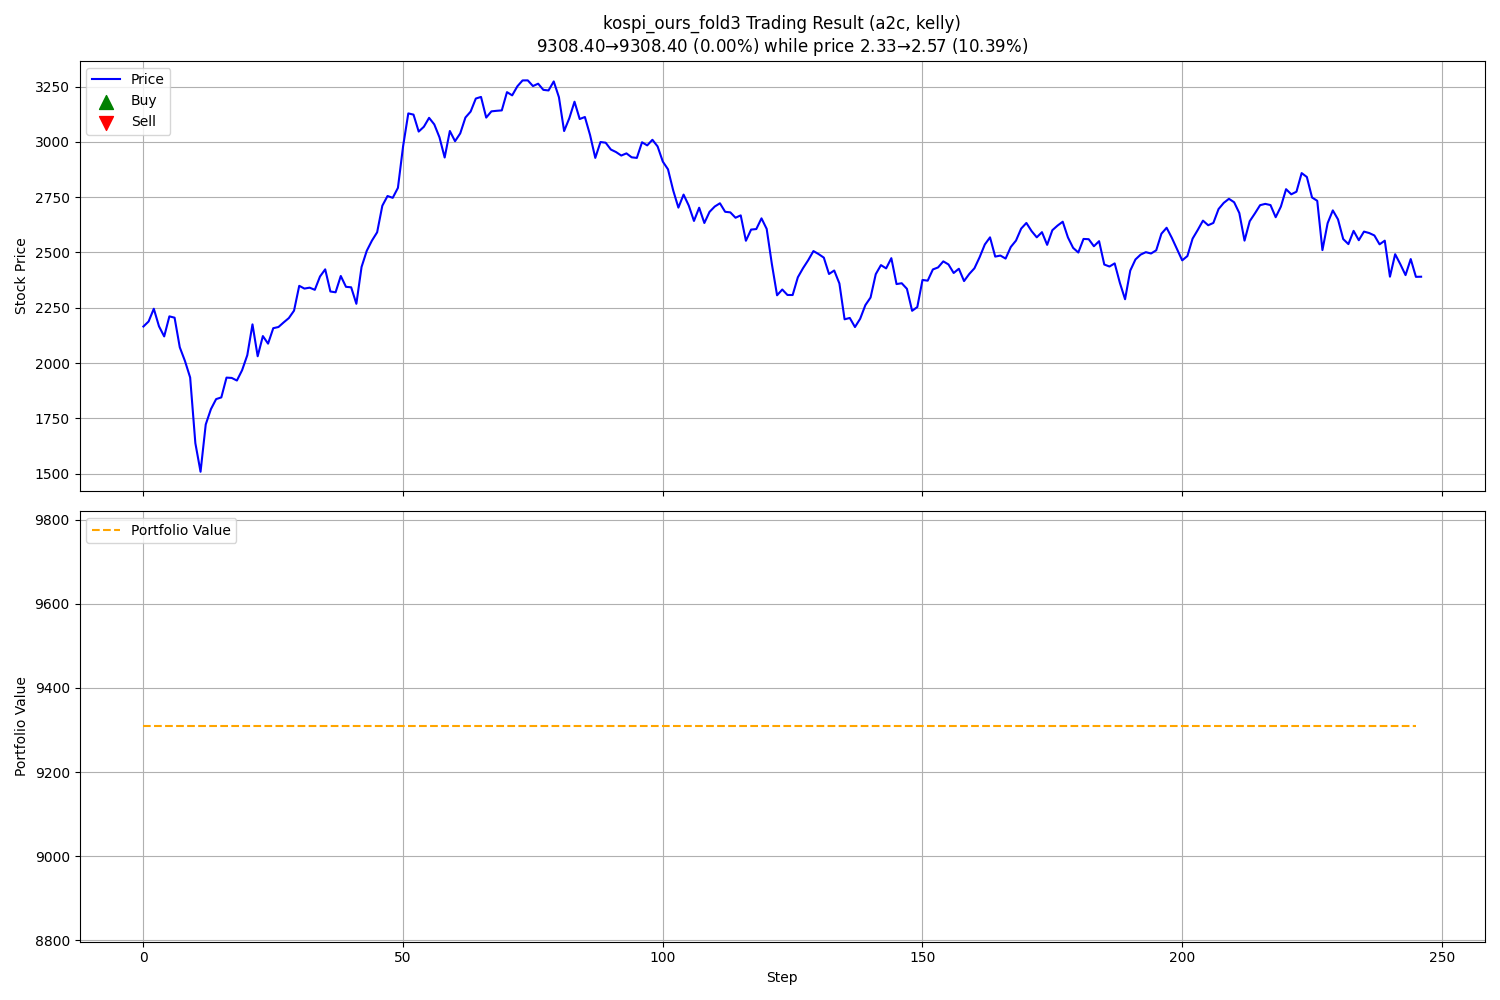 kospi_ours_fold3 Trading Result (a2c, kelly)
9308.40→9308.40 (0.00%) while price 2.33→2.57 (10.39%)
Price
Buy
Sell
Stock Price
3250
3000
2750
2500
2250
2000
1750
1500
Portfolio Value
Portfolio Value
9800
9600
9400
9200
9000
8800
0 50 100 150 200 250
Step